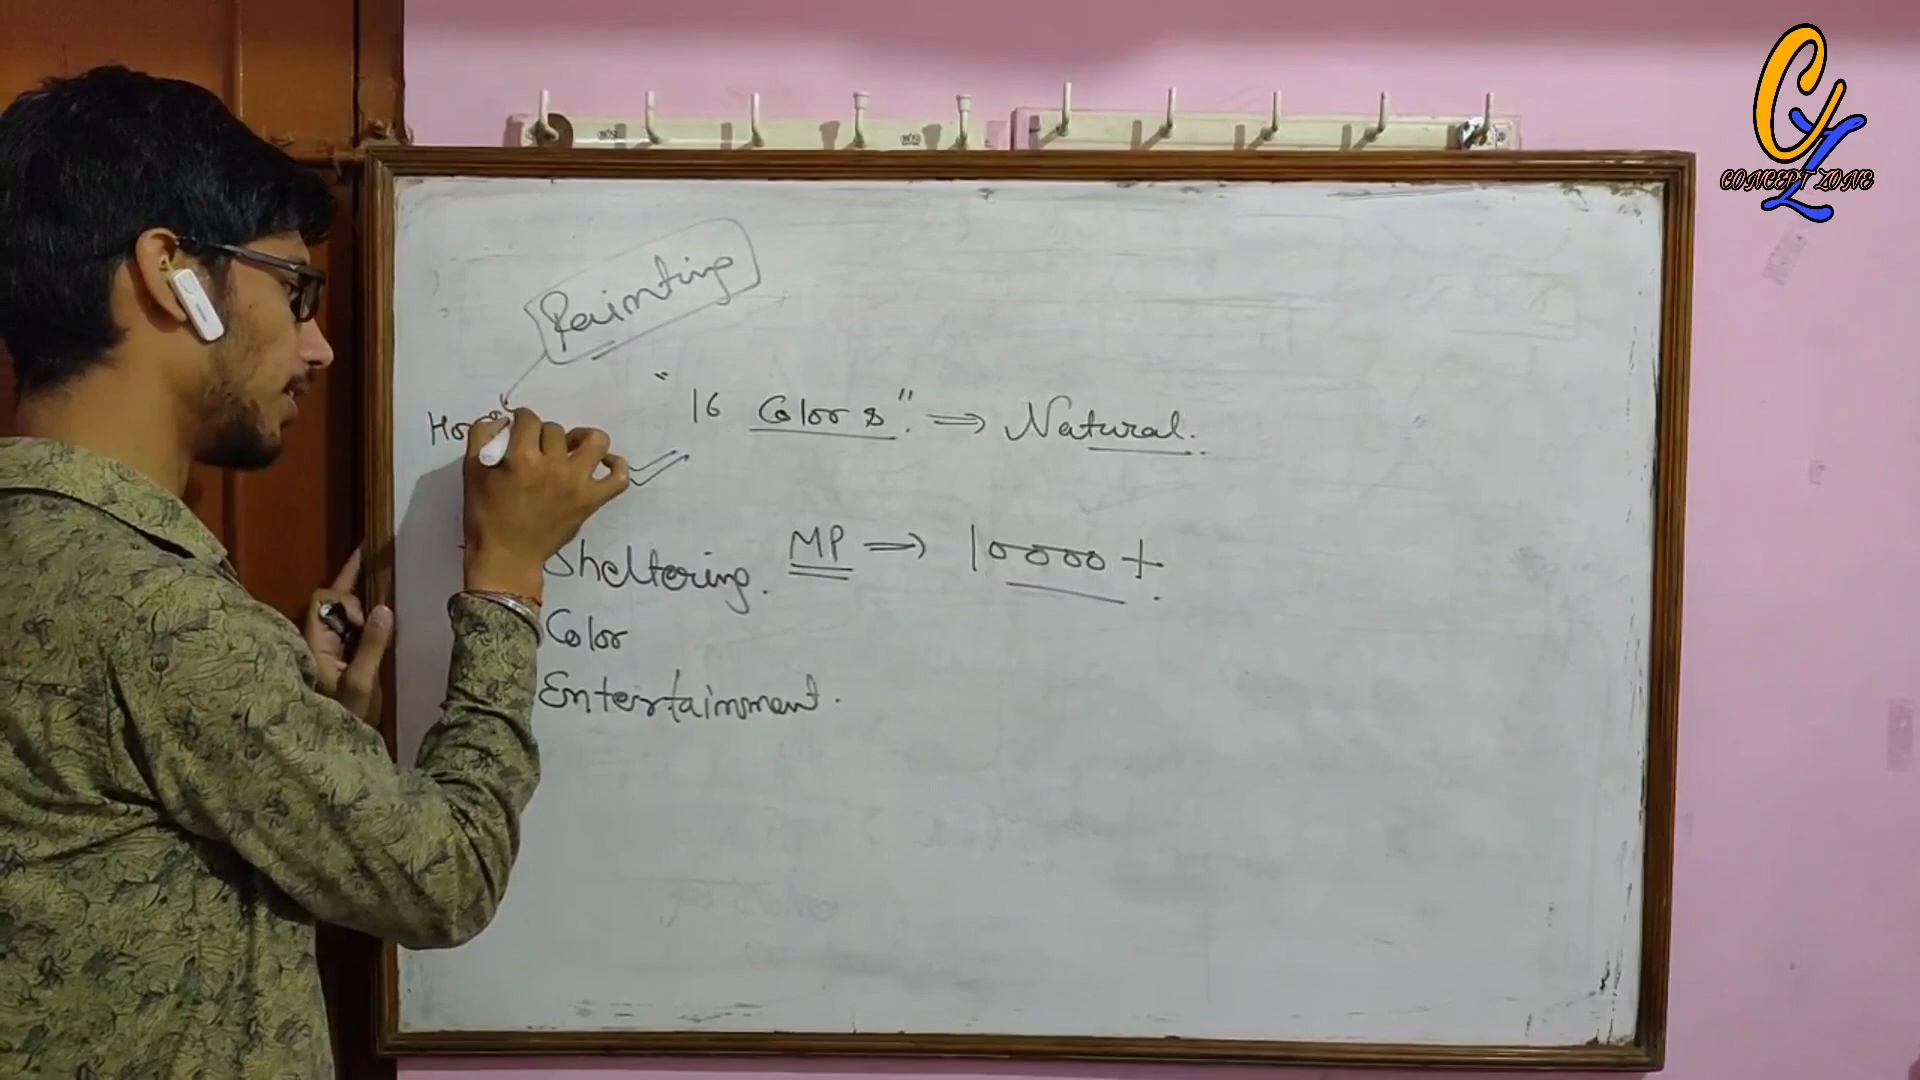 CONCEPT ZONE
Painting
"16 Colors". ⇒ Natural.
Sheltering. MP ⇒ 10000+
Color
Entertainment.